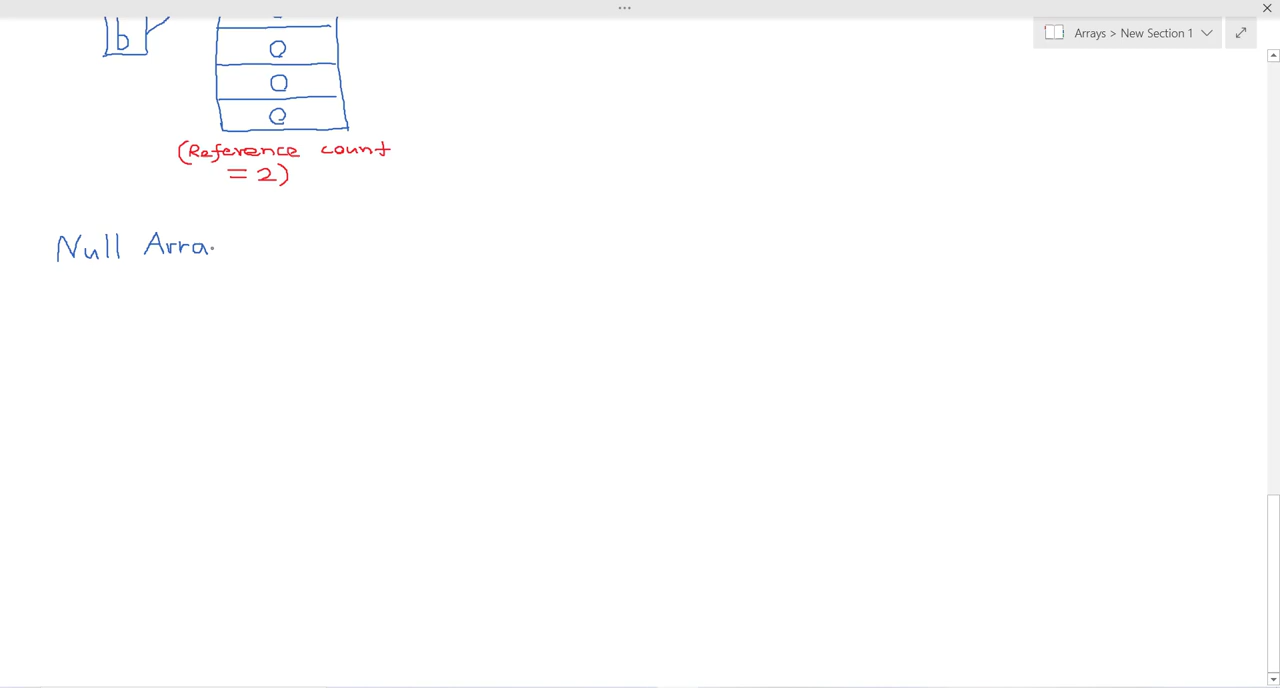 ...
Arrays > New Section 1
b
0
0
0
(Reference count
= 2)
Null Arra